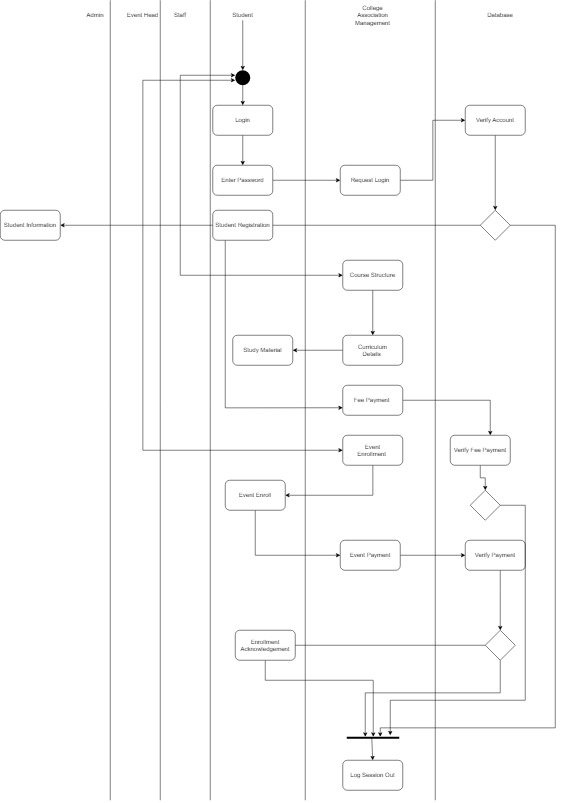 Admin
Event Head
Staff
Student
College
Association
Management
Database
Login
Verify Account
Enter Password
Request Login
Student Information
Student Registration
Course Structure
Study Material
Curriculum
Details
Fee Payment
Event
Enrollment
Verify Fee Payment
Event Enroll
Event Payment
Verify Payment
Enrollment
Acknowledgement
Log Session Out